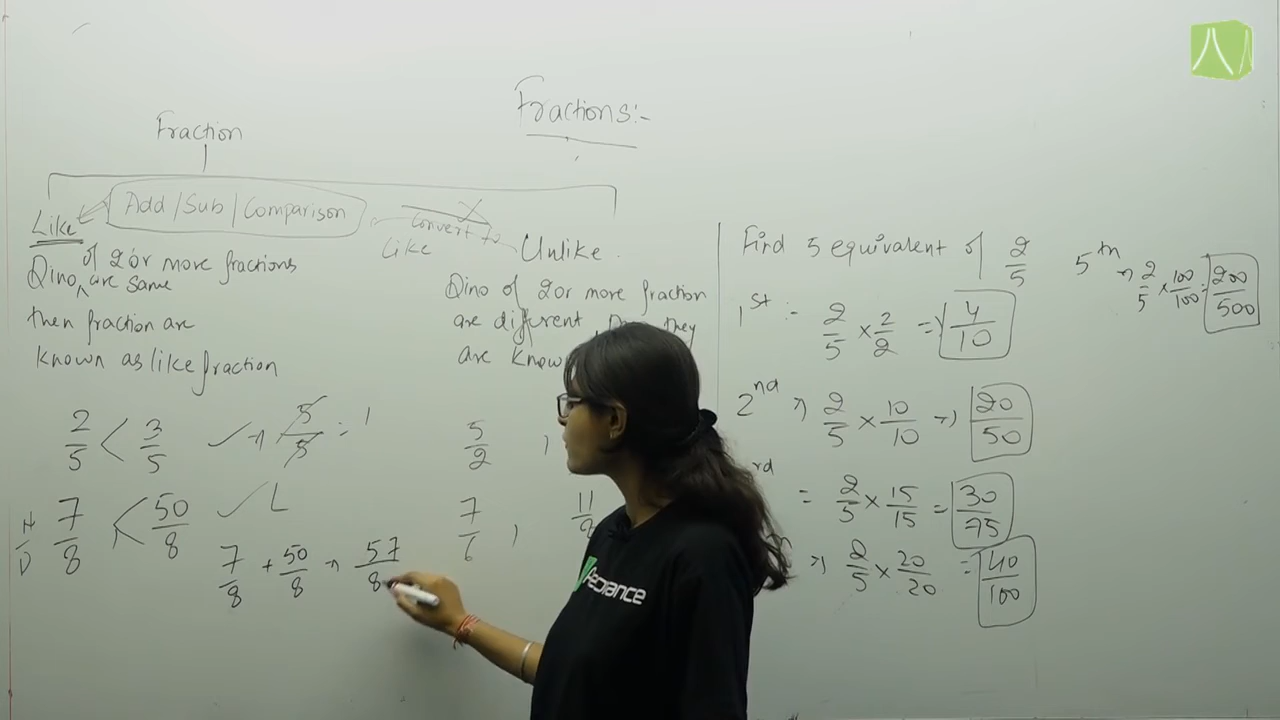 Fractions:-
Fraction
Add/Sub/Comparison
Like
Convert to
Like
Unlike.
of 2 or more fractions
Dino, are same
then fraction are
known as like fraction
2/5 < 3/5 ✓ → 5/5 = 1
7/8 < 50/8 ✓ L
N/D
7/8 + 50/8 → 57/8
Dino of 2 or more fraction
are different, they
are know
5/2 ,
7/6 , 11
Find 5 equivalent of 2/5
1st :- 2/5 × 2/2 = 4/10
2nd → 2/5 × 10/10 → 20/50
rd = 2/5 × 15/15 = 30/75
→ 2/5 × 20/20 = 40/100
5th → 2/5 × 100/100 = 200/500
Pediance